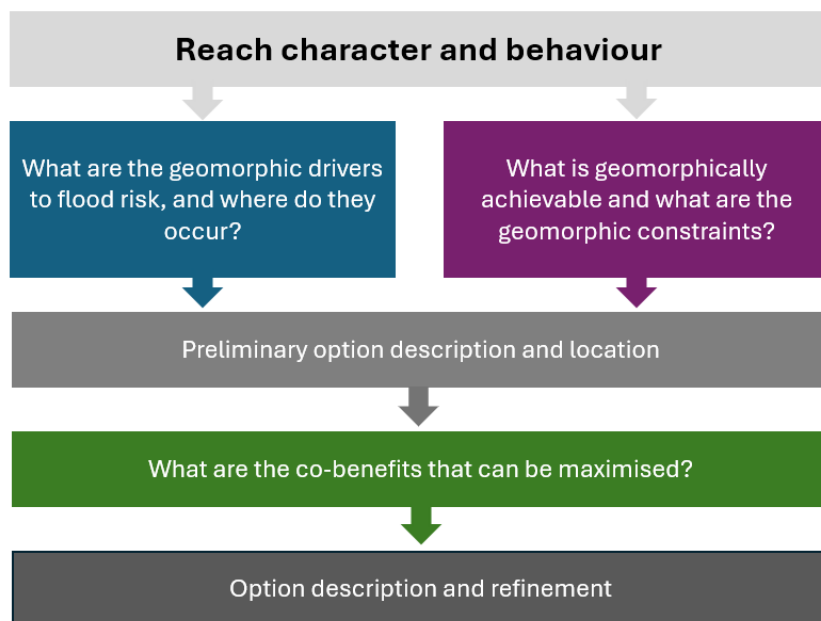 Reach character and behaviour
What are the geomorphic drivers
to flood risk, and where do they
occur?
What is geomorphically
achievable and what are the
geomorphic constraints?
Preliminary option description and location
What are the co-benefits that can be maximised?
Option description and refinement